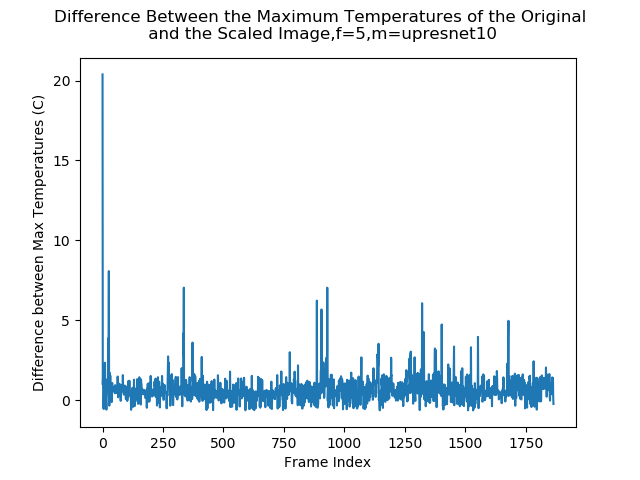 Difference Between the Maximum Temperatures of the Original
and the Scaled Image,f=5,m=upresnet10
20
15
10
5
0
Difference between Max Temperatures (C)
0 250 500 750 1000 1250 1500 1750
Frame Index